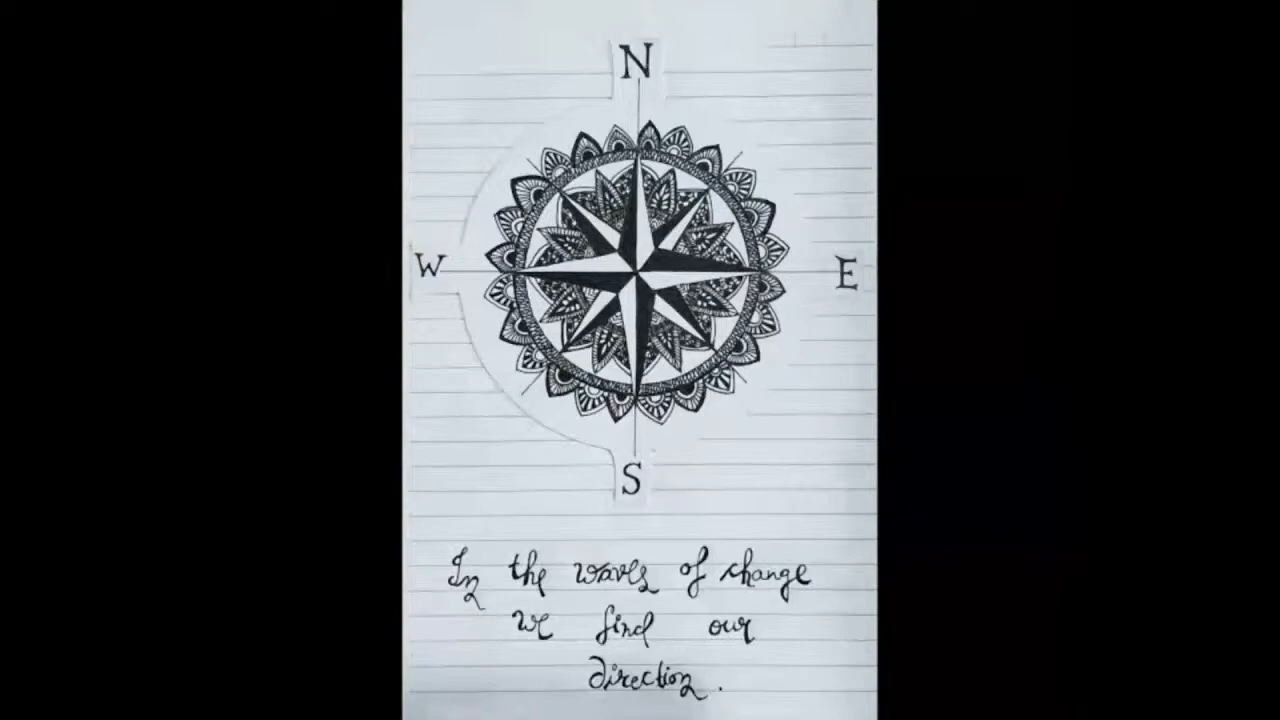 N
W
E
S
In the waves of change
we find our
direction.